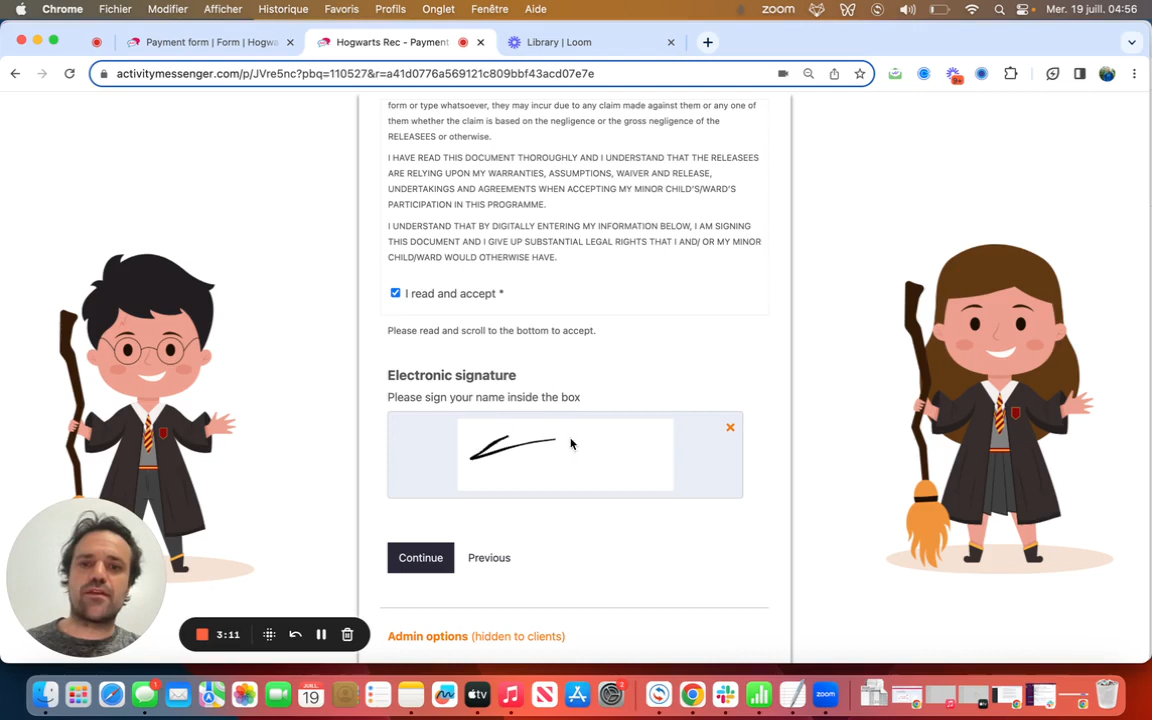 Chrome Fichier Modifier Afficher Historique Favoris Profils Onglet Fenêtre Aide zoom Mer. 19 juill. 04:56
Payment form | Form | Hogwa
Hogwarts Rec - Payment
Library | Loom
activitymessenger.com/p/JVre5nc?pbq=110527&r=a41d0776a569121c809bbf43acd07e7e
9+
form or type whatsoever, they may incur due to any claim made against them or any one of
them whether the claim is based on the negligence or the gross negligence of the
RELEASEES or otherwise.
I HAVE READ THIS DOCUMENT THOROUGHLY AND I UNDERSTAND THAT THE RELEASEES
ARE RELYING UPON MY WARRANTIES, ASSUMPTIONS, WAIVER AND RELEASE,
UNDERTAKINGS AND AGREEMENTS WHEN ACCEPTING MY MINOR CHILD'S/WARD'S
PARTICIPATION IN THIS PROGRAMME.
I UNDERSTAND THAT BY DIGITALLY ENTERING MY INFORMATION BELOW, I AM SIGNING
THIS DOCUMENT AND I GIVE UP SUBSTANTIAL LEGAL RIGHTS THAT I AND/ OR MY MINOR
CHILD/WARD WOULD OTHERWISE HAVE.
I read and accept *
Please read and scroll to the bottom to accept.
Electronic signature
Please sign your name inside the box
Continue Previous
3:11
Admin options (hidden to clients)
JUILL
19
1
tv
2
zoom